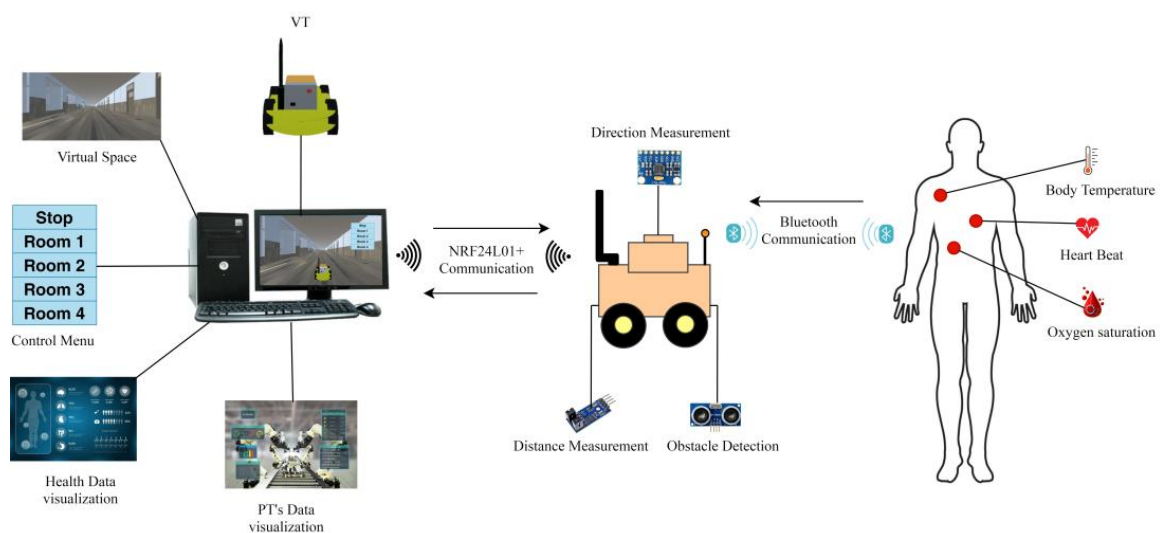 VT
Virtual Space
Stop
Room 1
Room 2
Room 3
Room 4
Control Menu
Health Data
visualization
PT's Data
visualization
NRF24L01+
Communication
Direction Measurement
Distance Measurement
Obstacle Detection
Bluetooth
Communication
Body Temperature
Heart Beat
Oxygen saturation